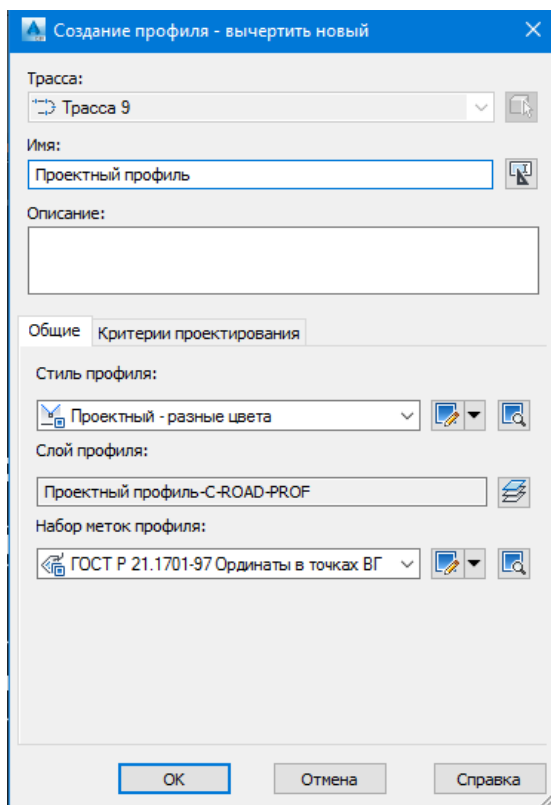 Создание профиля - вычертить новый
Трасса:
Трасса 9
Имя:
Проектный профиль
Описание:
Общие
Критерии проектирования
Стиль профиля:
Проектный - разные цвета
Слой профиля:
Проектный профиль-C-ROAD-PROF
Набор меток профиля:
ГОСТ Р 21.1701-97 Ординаты в точках ВГ
ОК
Отмена
Справка